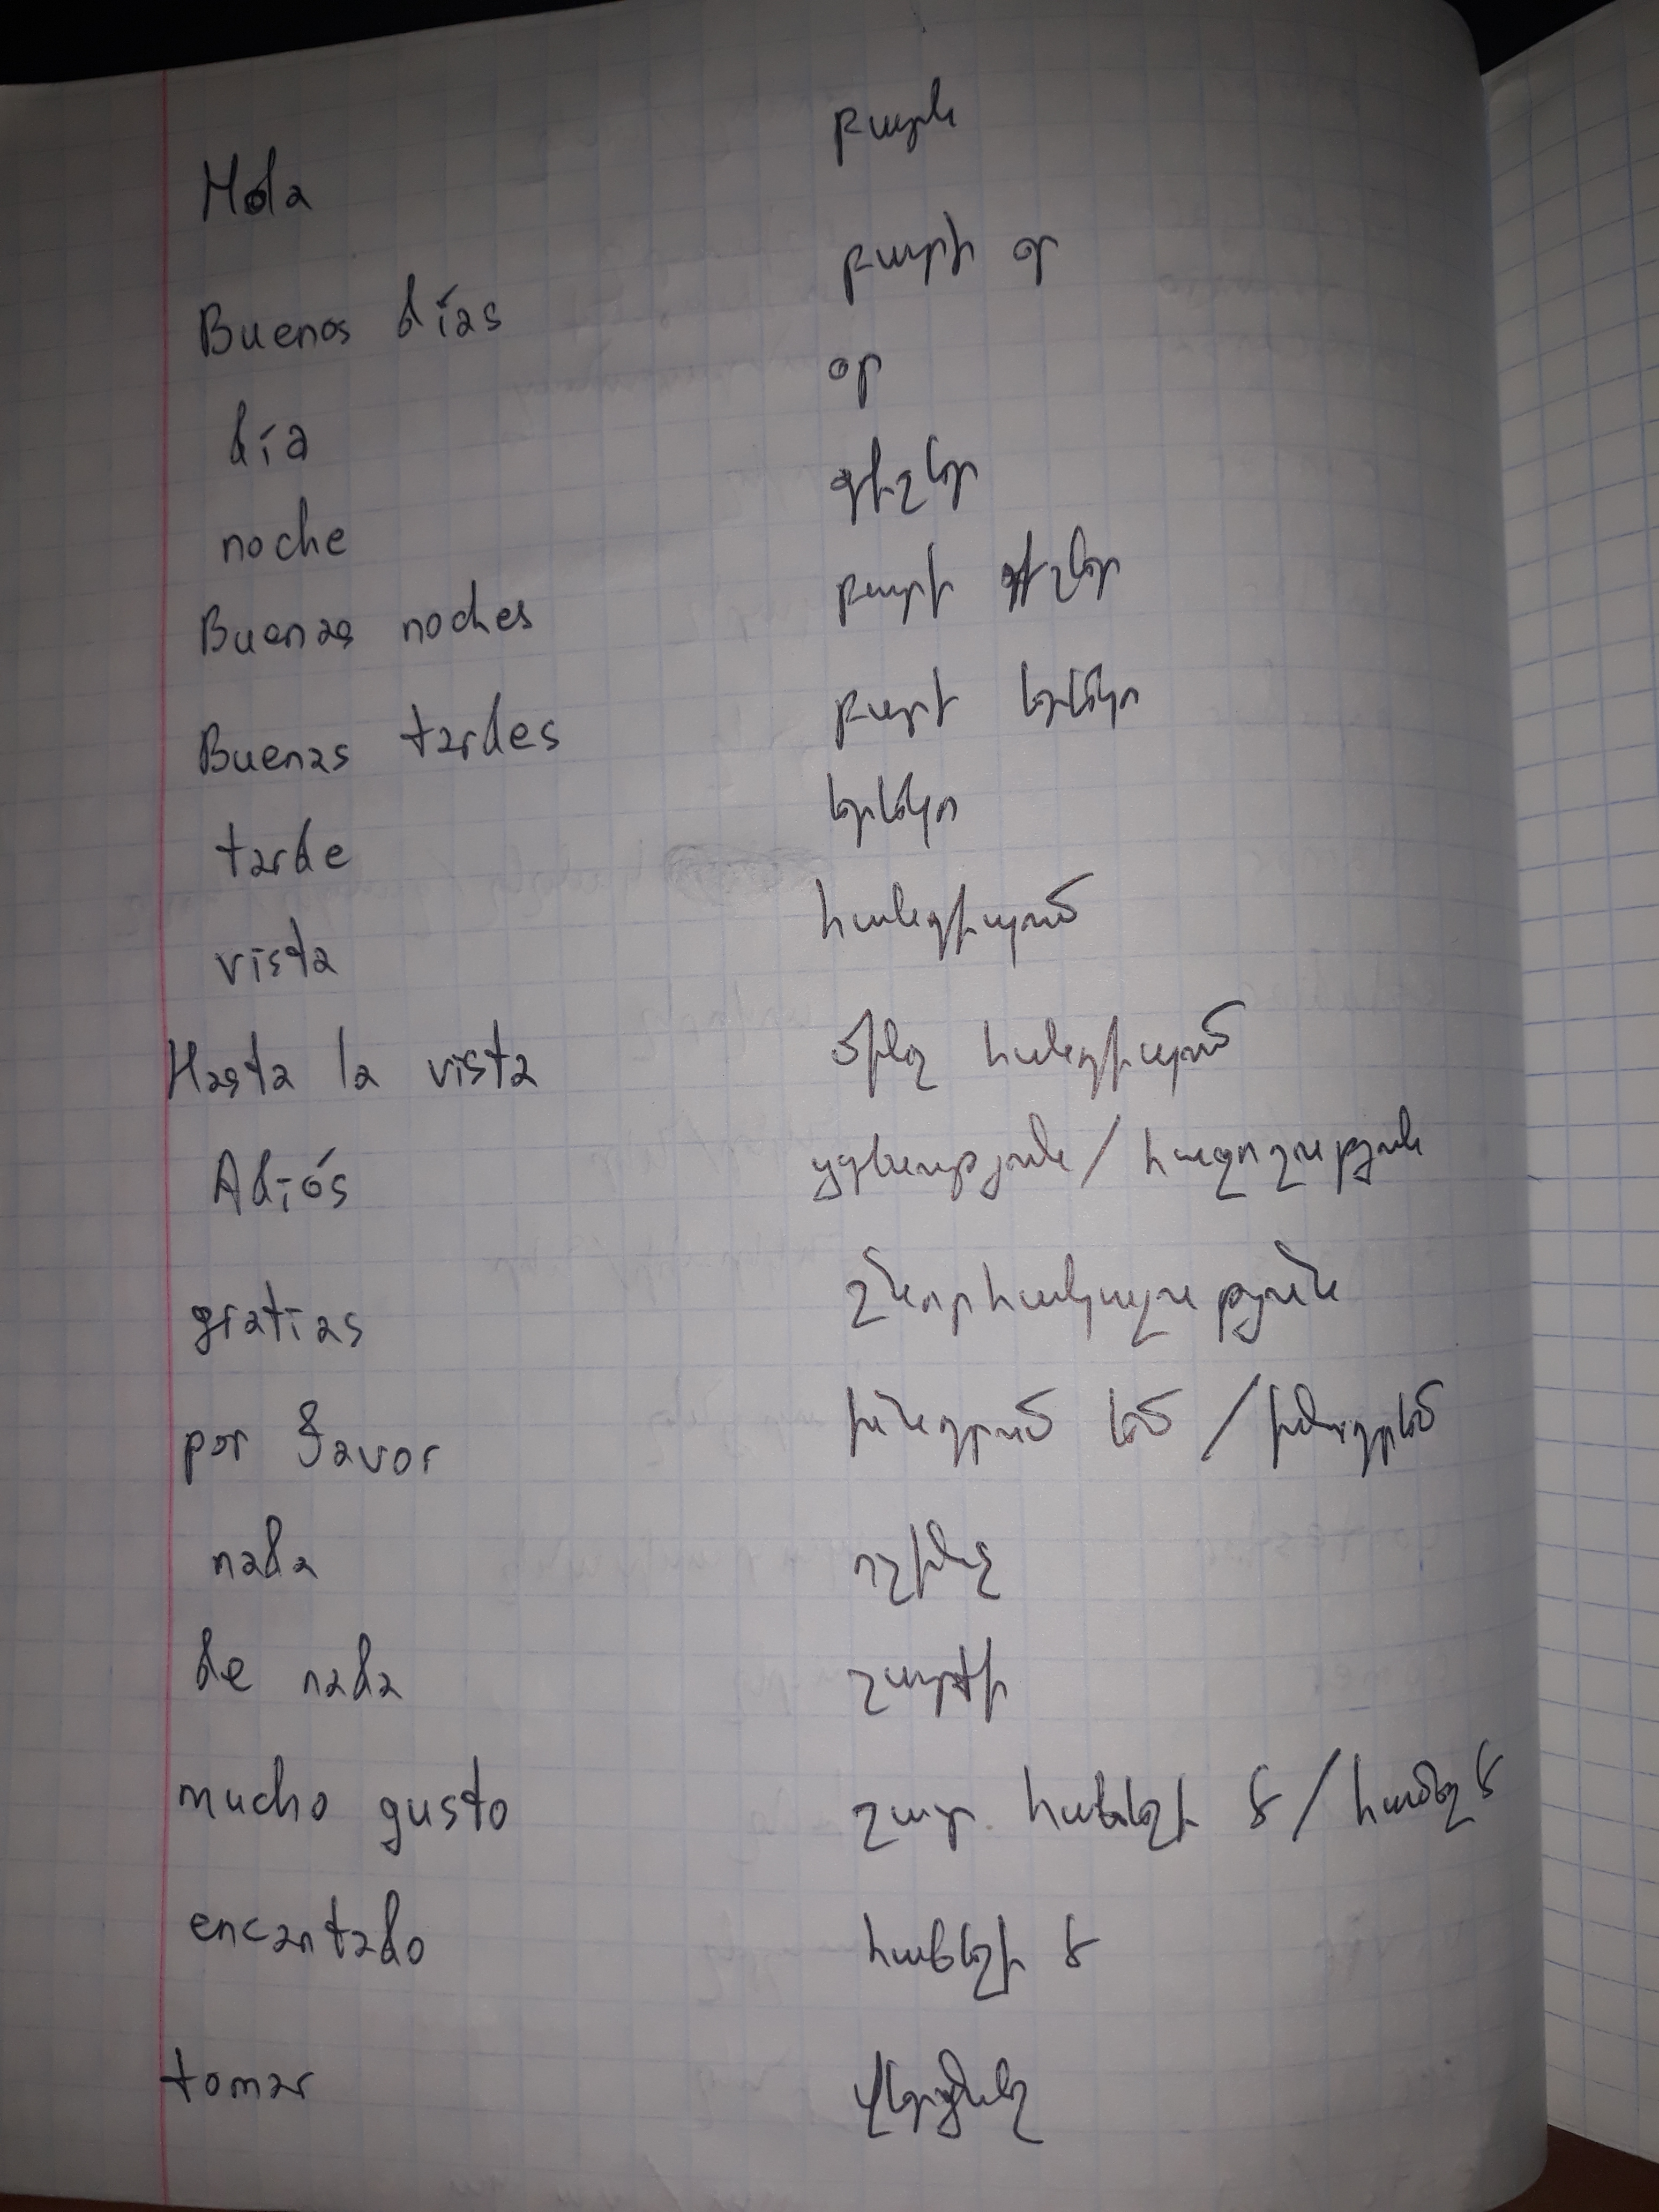 Hola բարև
Buenos días բարի օր
día օր
noche գիշեր
Buenas noches բարի գիշեր
Buenas tardes բարի երեկո
tarde երեկո
vista հանդիպում
Hasta la vista մինչ հանդիպում
Adiós ցտեսություն / հաջողություն
gratias շնորհակալություն
por favor խնդրում եմ / խնդրեմ
nada ոչինչ
de nada չարժի
mucho gusto շատ հաճելի է / հաճելի է
encantado հաճելի է
tomar վերցնել